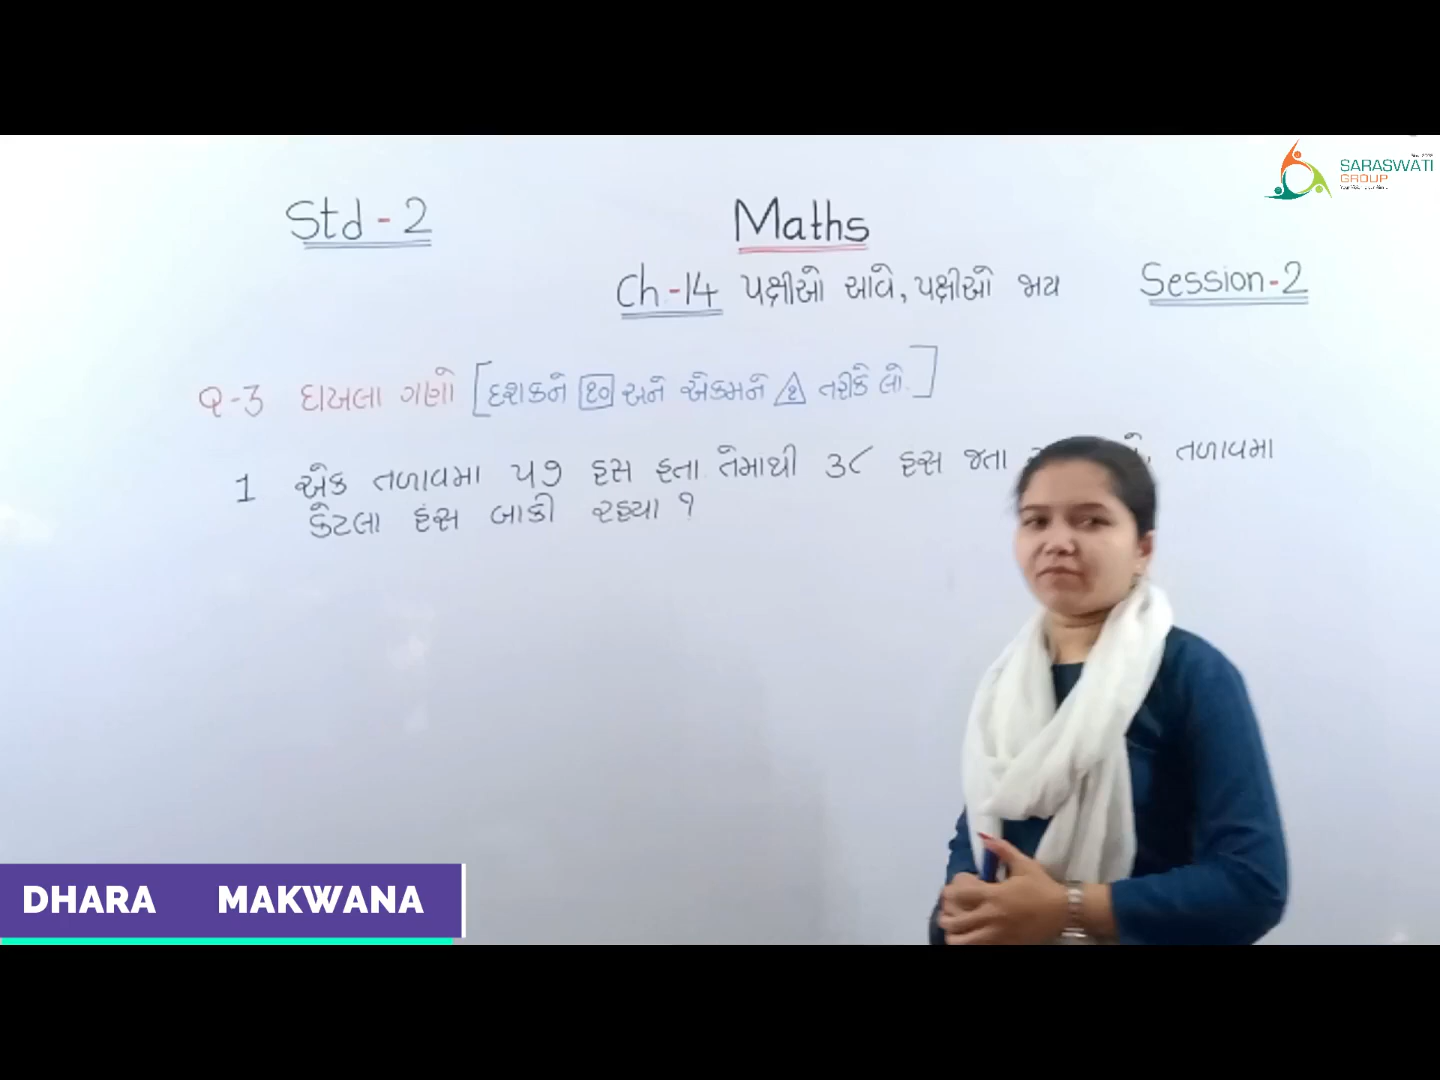 SARASWATI
GROUP
Std-2
Maths
Ch-14 પક્ષીઓ આવે, પક્ષીઓ જાય
Session-2
Q-3 દાખલા ગણો [દશકને ૧૦ અને એકમને ૧ તરીકે લો.]
1 એક તળાવમા ૫૭ હંસ હતા. તેમાથી ૩૮ હંસ જતા તળાવમા
કેટલા હંસ બાકી રહયા ?
DHARA MAKWANA